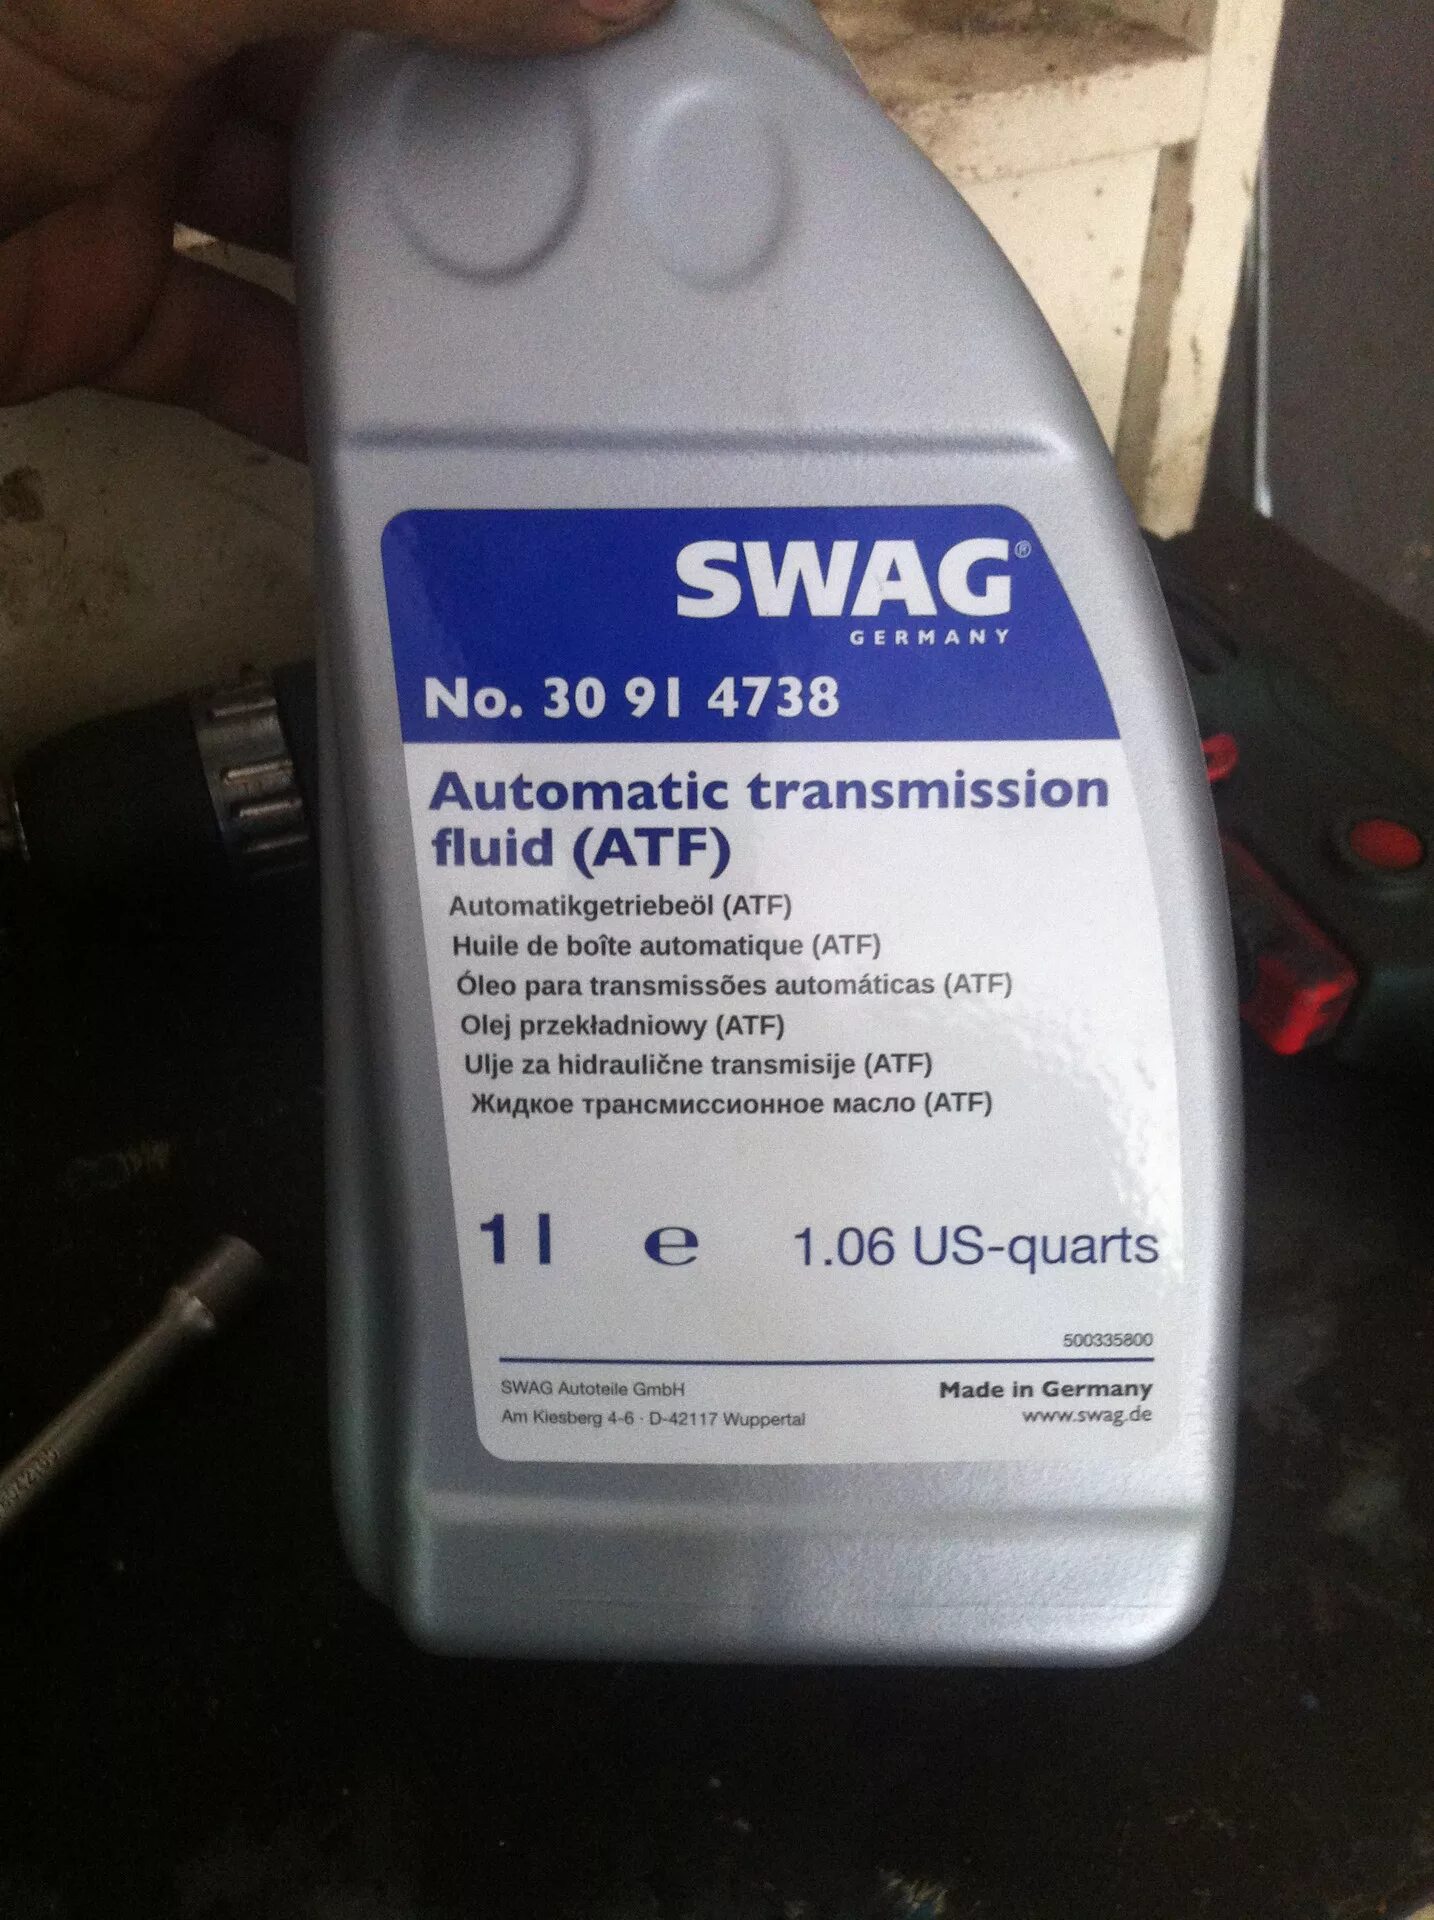 SWAG®
GERMANY
No. 30 91 4738
Automatic transmission
fluid (ATF)
Automatikgetriebeöl (ATF)
Huile de boîte automatique (ATF)
Óleo para transmissões automáticas (ATF)
Olej przekładniowy (ATF)
Ulje za hidraulične transmisije (ATF)
Жидкое трансмиссионное масло (ATF)
1 l e 1.06 US-quarts
500335800
SWAG Autoteile GmbH
Am Kiesberg 4-6 · D-42117 Wuppertal
Made in Germany
www.swag.de